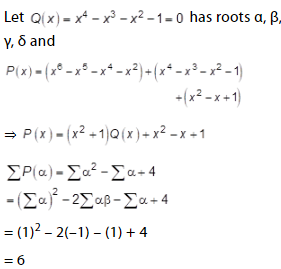 Let Q(x) = x⁴ – x³ – x² – 1 = 0 has roots α, β,
γ, δ and
P(x) = (x⁶ – x⁵ – x⁴ – x²) + (x⁴ – x³ – x² – 1)
+(x² – x + 1)
⇒ P(x) = (x² + 1)Q(x) + x² – x + 1
∑P(α) = ∑α² – ∑α + 4
= (∑α)² – 2∑αβ – ∑α + 4
= (1)² – 2(–1) – (1) + 4
= 6